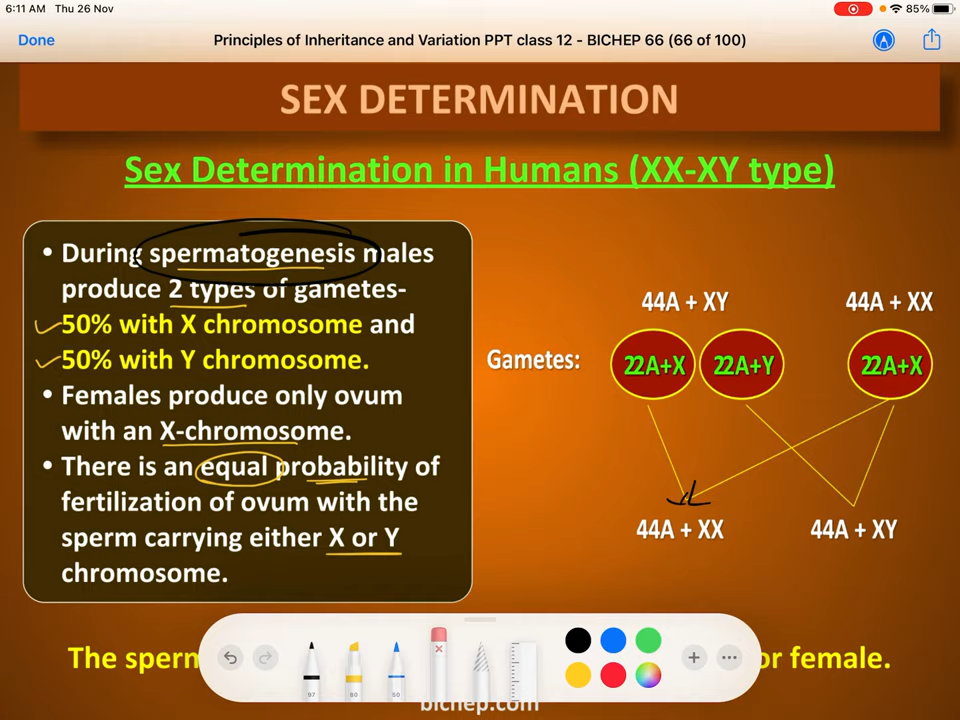 6:11 AM Thu 26 Nov
85%
Done
Principles of Inheritance and Variation PPT class 12 - BICHEP 66 (66 of 100)
SEX DETERMINATION
Sex Determination in Humans (XX-XY type)
• During spermatogenesis males
produce 2 types of gametes-
50% with X chromosome and
50% with Y chromosome.
• Females produce only ovum
with an X-chromosome.
• There is an equal probability of
fertilization of ovum with the
sperm carrying either X or Y
chromosome.
44A + XY
44A + XX
Gametes:
22A+X
22A+Y
22A+X
44A + XX
44A + XY
The sperm
or female.
97
80
50
bichep.com